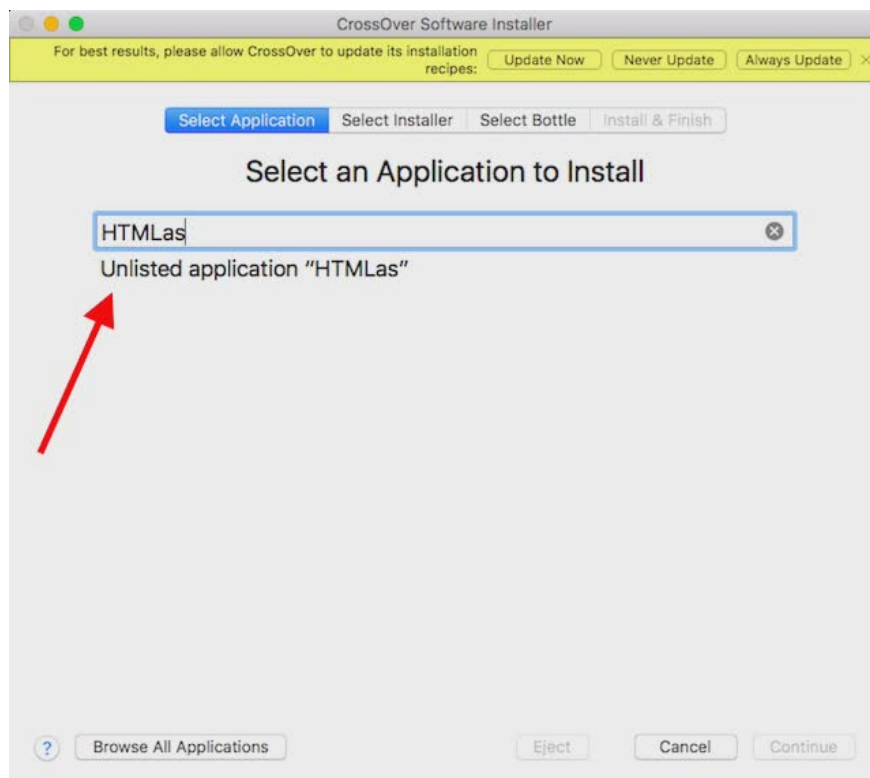 CrossOver Software Installer
For best results, please allow CrossOver to update its installation
recipes:
Update Now
Never Update
Always Update
Select Application
Select Installer
Select Bottle
Install & Finish
Select an Application to Install
HTMLas
Unlisted application "HTMLas"
?
Browse All Applications
Eject
Cancel
Continue